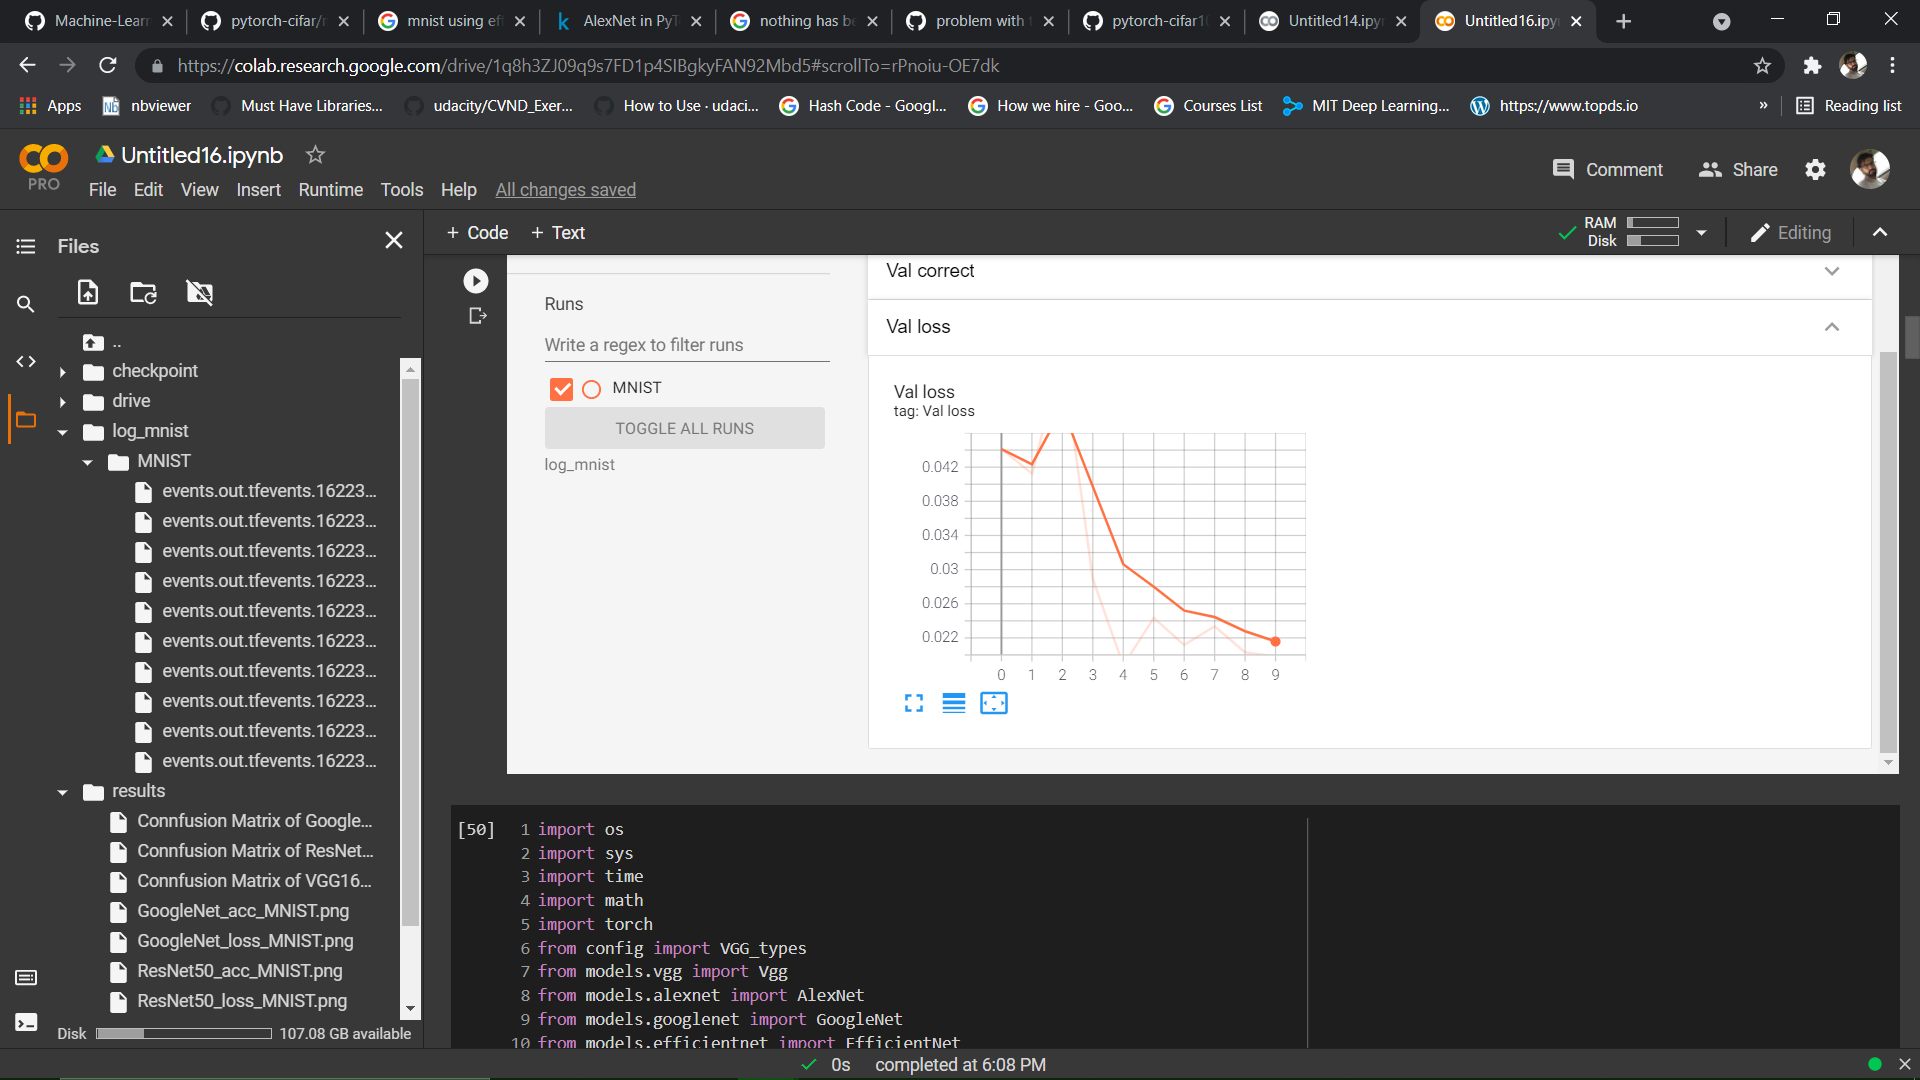 Machine-Learn
pytorch-cifar/r
mnist using eff
AlexNet in PyT
nothing has be
problem with t
pytorch-cifar10
Untitled14.ipyn
Untitled16.ipyn
https://colab.research.google.com/drive/1q8h3ZJ09q9s7FD1p4SIBgkyFAN92Mbd5#scrollTo=rPnoiu-OE7dk
Apps
nbviewer
Must Have Libraries...
udacity/CVND_Exer...
How to Use · udaci...
Hash Code - Googl...
How we hire - Goo...
Courses List
MIT Deep Learning...
https://www.topds.io
»
Reading list
PRO
Untitled16.ipynb
File Edit View Insert Runtime Tools Help All changes saved
Comment
Share
Files
+ Code + Text
RAM
Disk
Editing
..
checkpoint
drive
log_mnist
MNIST
events.out.tfevents.16223...
events.out.tfevents.16223...
events.out.tfevents.16223...
events.out.tfevents.16223...
events.out.tfevents.16223...
events.out.tfevents.16223...
events.out.tfevents.16223...
events.out.tfevents.16223...
events.out.tfevents.16223...
events.out.tfevents.16223...
results
Connfusion Matrix of Google...
Connfusion Matrix of ResNet...
Connfusion Matrix of VGG16...
GoogleNet_acc_MNIST.png
GoogleNet_loss_MNIST.png
ResNet50_acc_MNIST.png
ResNet50_loss_MNIST.png
Disk
107.08 GB available
Runs
Write a regex to filter runs
MNIST
TOGGLE ALL RUNS
log_mnist
Val correct
Val loss
Val loss
tag: Val loss
0.042
0.038
0.034
0.03
0.026
0.022
0 1 2 3 4 5 6 7 8 9
[50]
1 import os
2 import sys
3 import time
4 import math
5 import torch
6 from config import VGG_types
7 from models.vgg import Vgg
8 from models.alexnet import AlexNet
9 from models.googlenet import GoogleNet
10 from models.efficientnet import EfficientNet
0s completed at 6:08 PM